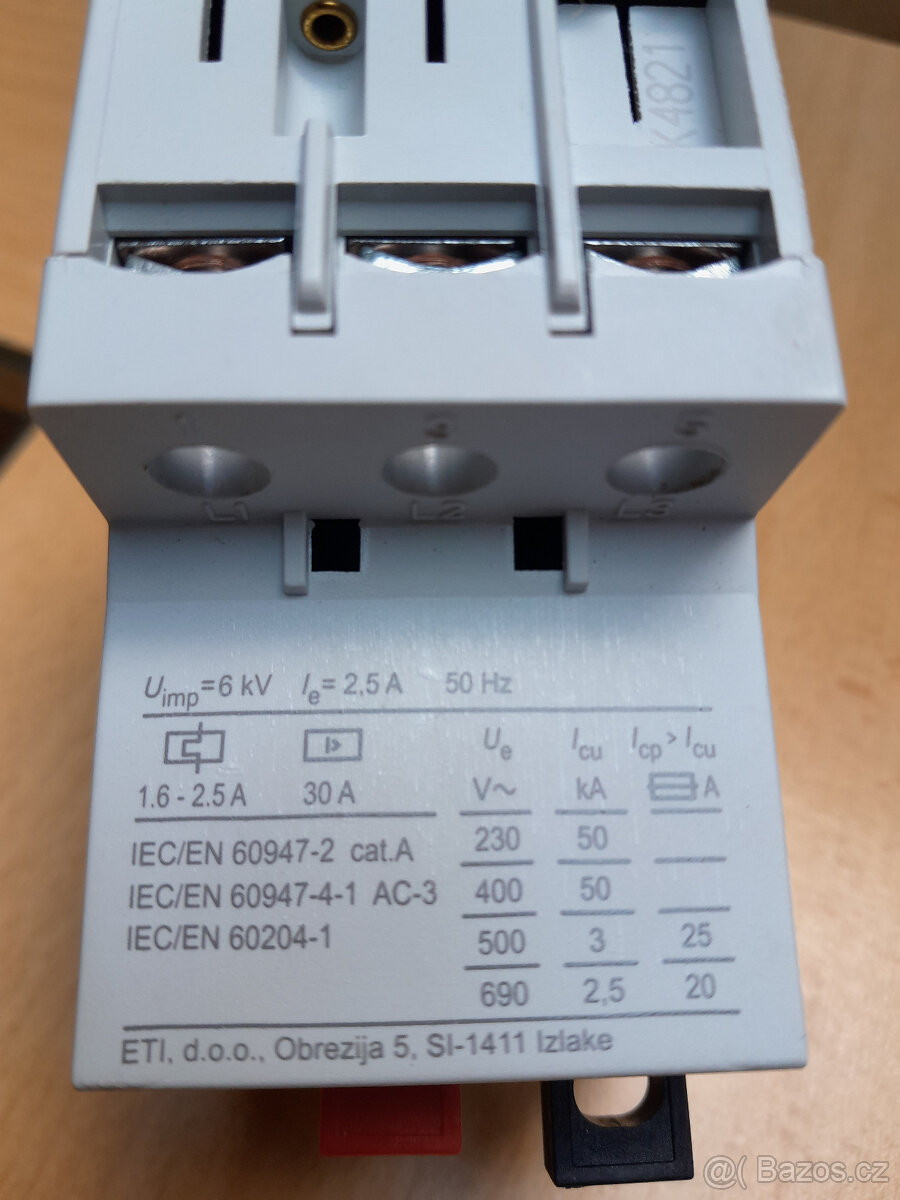 K4821
1 3 5
L1 L2 L3
Uimp=6 kV Ie= 2,5 A 50 Hz
I> Ue Icu Icp > Icu
1.6 - 2.5 A 30 A V~ kA A
IEC/EN 60947-2 cat.A 230 50
IEC/EN 60947-4-1 AC-3 400 50
IEC/EN 60204-1 500 3 25
690 2,5 20
ETI, d.o.o., Obrezija 5, SI-1411 Izlake
@( Bazos.cz